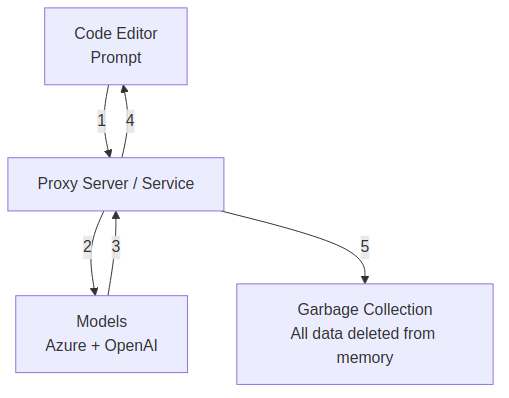 Code Editor
Prompt
1
4
Proxy Server / Service
2
3
5
Models
Azure + OpenAI
Garbage Collection
All data deleted from
memory